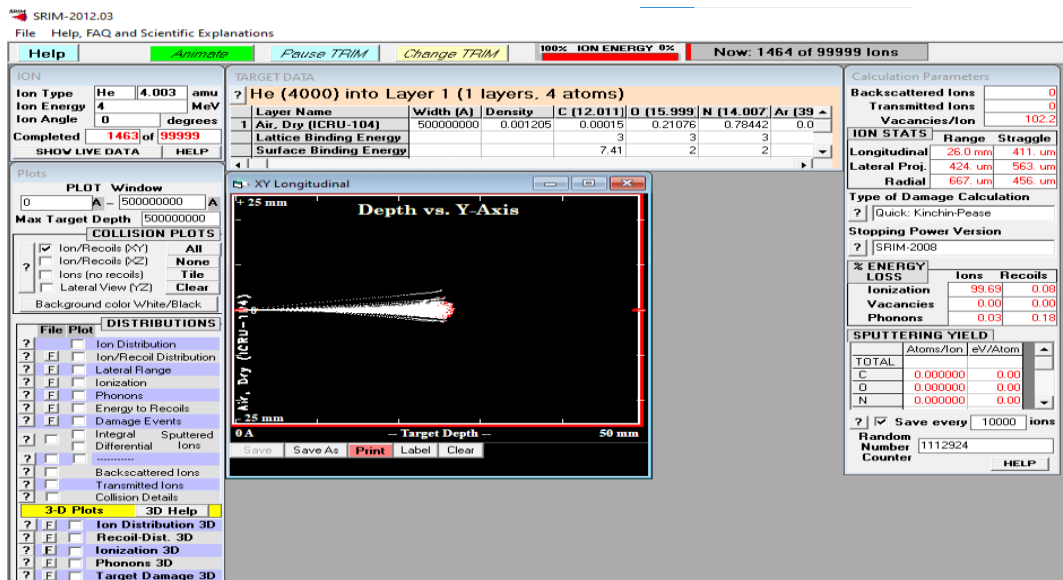 SRIM-2012.03
File Help, FAQ and Scientific Explanations
Help Animate Pause TRIM Change TRIM 100% ION ENERGY 0% Now: 1464 of 99999 Ions
ION
Ion Type He 4.003 amu
Ion Energy 4 MeV
Ion Angle 0 degrees
Completed 1463 of 99999
SHOW LIVE DATA HELP
Plots
PLOT Window
0 A - 500000000 A
Max Target Depth 500000000
COLLISION PLOTS
Ion/Recoils (XY) All
? Ion/Recoils (XZ) None
Ions (no recoils) Tile
Lateral View (YZ) Clear
Background color White/Black
DISTRIBUTIONS
File Plot
? Ion Distribution
? F Ion/Recoil Distribution
? F Lateral Range
? F Ionization
? F Phonons
? F Energy to Recoils
? F Damage Events
? Integral Sputtered
Differential Ions
? ----------
? Backscattered Ions
? Transmitted Ions
? Collision Details
3-D Plots 3D Help
? F Ion Distribution 3D
? F Recoil-Dist. 3D
? F Ionization 3D
? F Phonons 3D
? F Target Damage 3D
TARGET DATA
? He (4000) into Layer 1 (1 layers, 4 atoms)
Layer Name Width (A) Density C (12.011) O (15.999) N (14.007) Ar (39
1 Air, Dry (ICRU-104) 500000000 0.001205 0.00015 0.21076 0.78442 0.0
Lattice Binding Energy 3 3 3
Surface Binding Energy 7.41 2 2
XY Longitudinal
+ 25 mm
Depth vs. Y-Axis
0
Air, Dry (ICRU-104)
- 25 mm
0 A -- Target Depth -- 50 mm
Save Save As Print Label Clear
Calculation Parameters
Backscattered Ions 0
Transmitted Ions 0
Vacancies/Ion 102.2
ION STATS Range Straggle
Longitudinal 26.0 mm 411. um
Lateral Proj. 424. um 563. um
Radial 667. um 456. um
Type of Damage Calculation
? Quick: Kinchin-Pease
Stopping Power Version
? SRIM-2008
% ENERGY LOSS Ions Recoils
Ionization 99.69 0.08
Vacancies 0.00 0.00
Phonons 0.03 0.18
SPUTTERING YIELD
Atoms/Ion eV/Atom
TOTAL
C 0.000000 0.00
O 0.000000 0.00
N 0.000000 0.00
? Save every 10000 ions
Random Number Counter 1112924
HELP